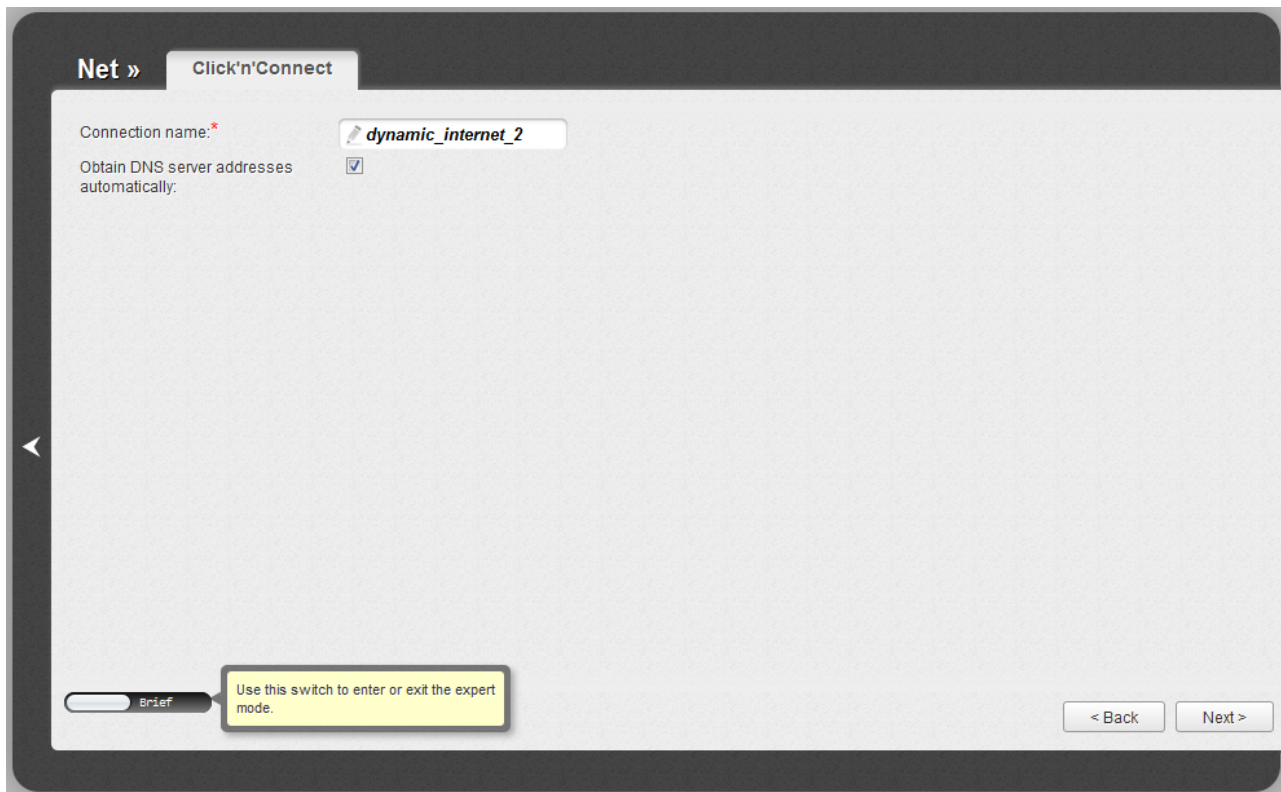 Net » Click'n'Connect
Connection name:* dynamic_internet_2
Obtain DNS server addresses
automatically:
Brief
Use this switch to enter or exit the expert
mode.
< Back Next >